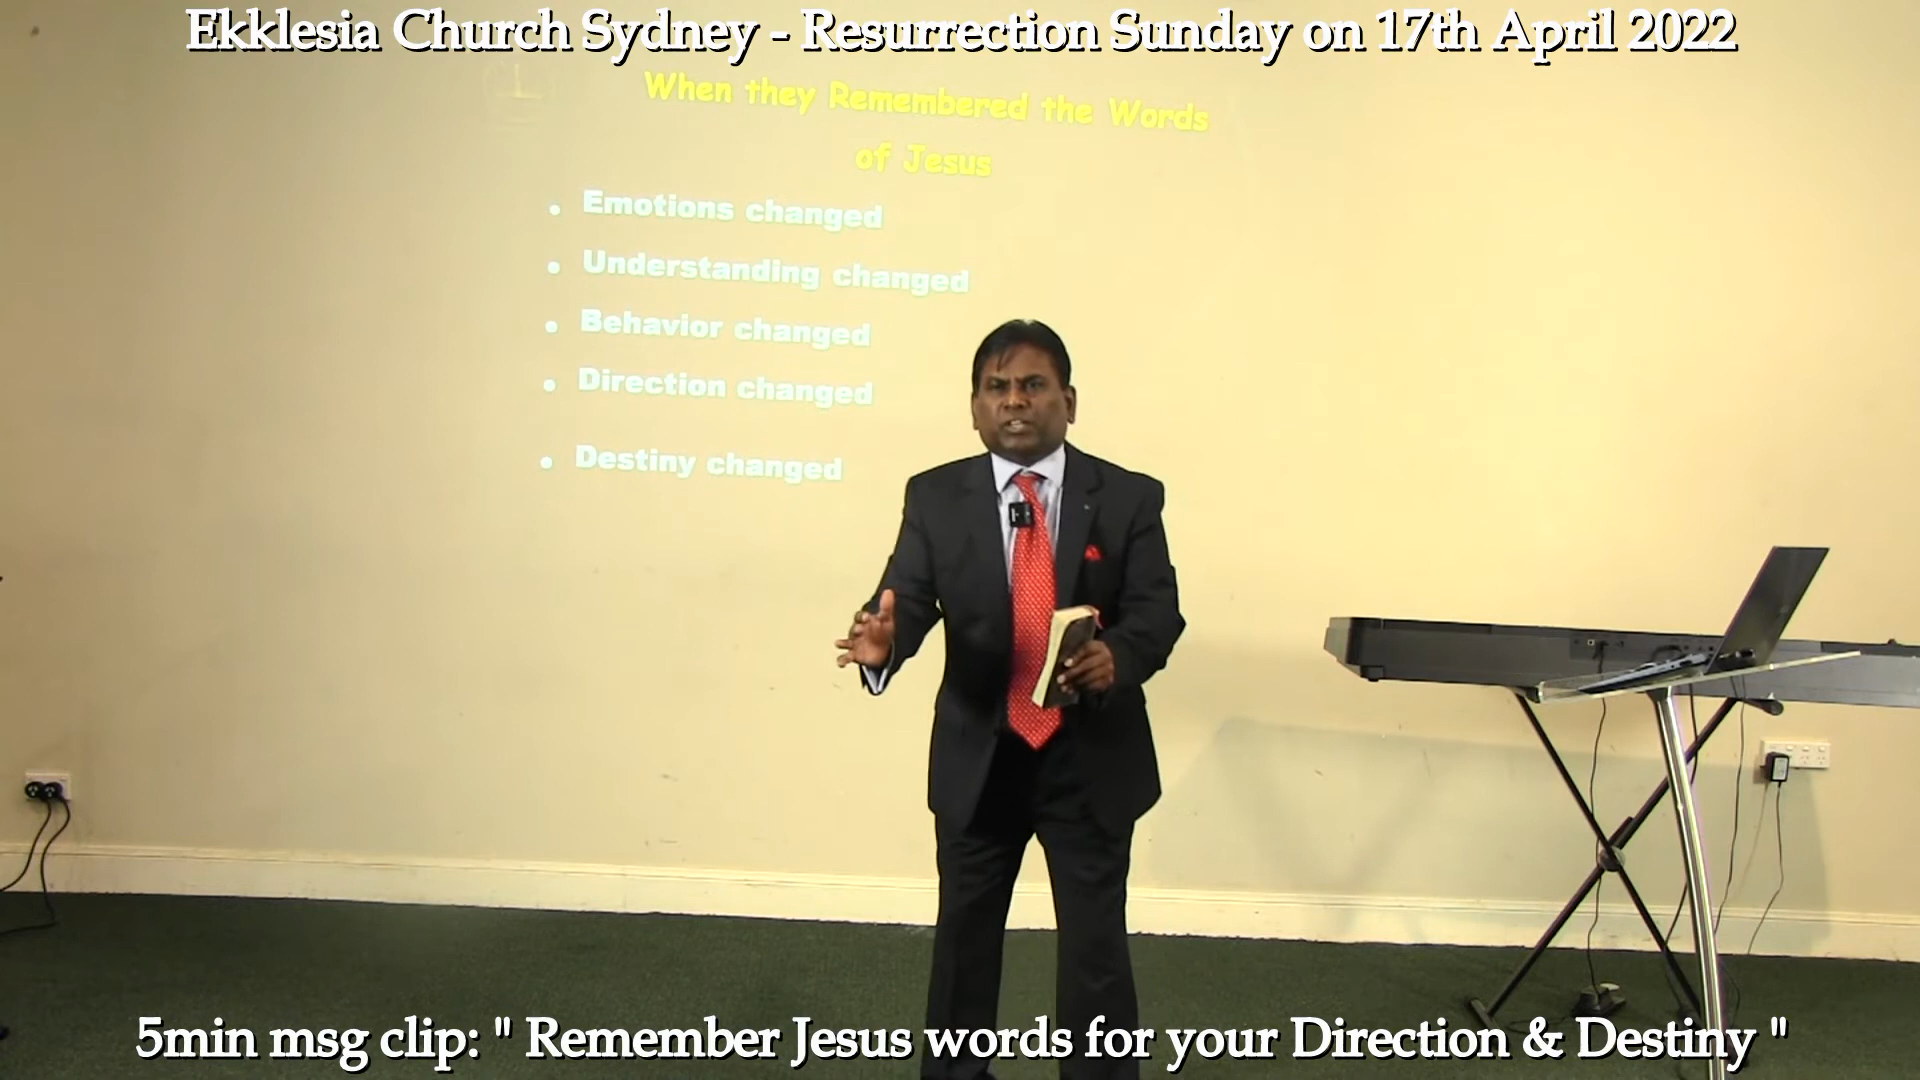 Ekklesia Church Sydney - Resurrection Sunday on 17th April 2022
When they Remembered the Words
of Jesus
• Emotions changed
• Understanding changed
• Behavior changed
• Direction changed
• Destiny changed
5min msg clip: " Remember Jesus words for your Direction & Destiny "